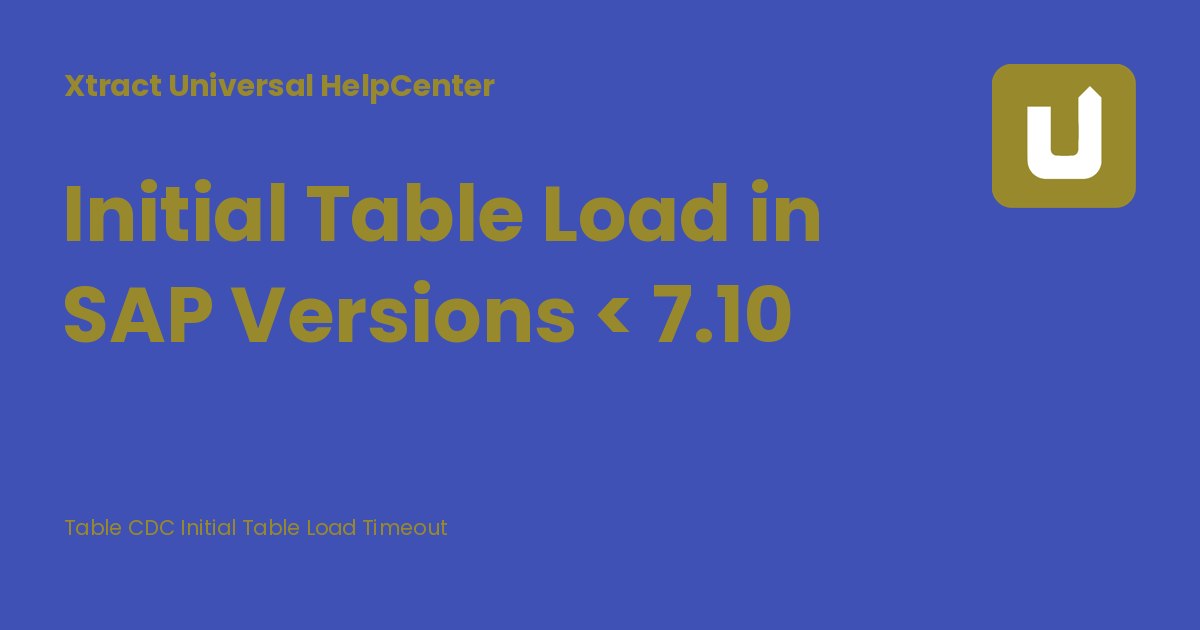 Xtract Universal HelpCenter
Initial Table Load in
SAP Versions < 7.10
Table CDC Initial Table Load Timeout